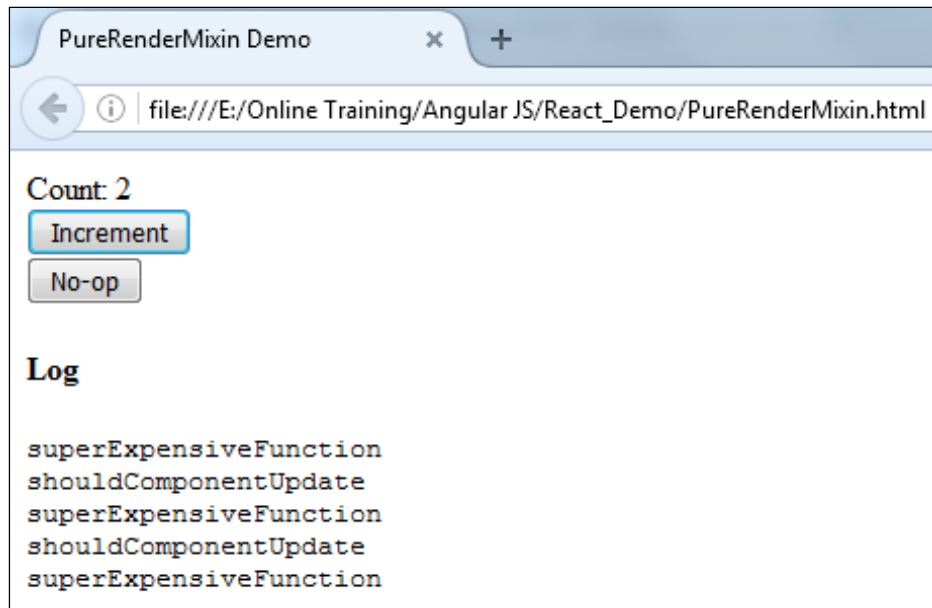 PureRenderMixin Demo
file:///E:/Online Training/Angular JS/React_Demo/PureRenderMixin.html
Count: 2
Increment
No-op
Log
superExpensiveFunction
shouldComponentUpdate
superExpensiveFunction
shouldComponentUpdate
superExpensiveFunction